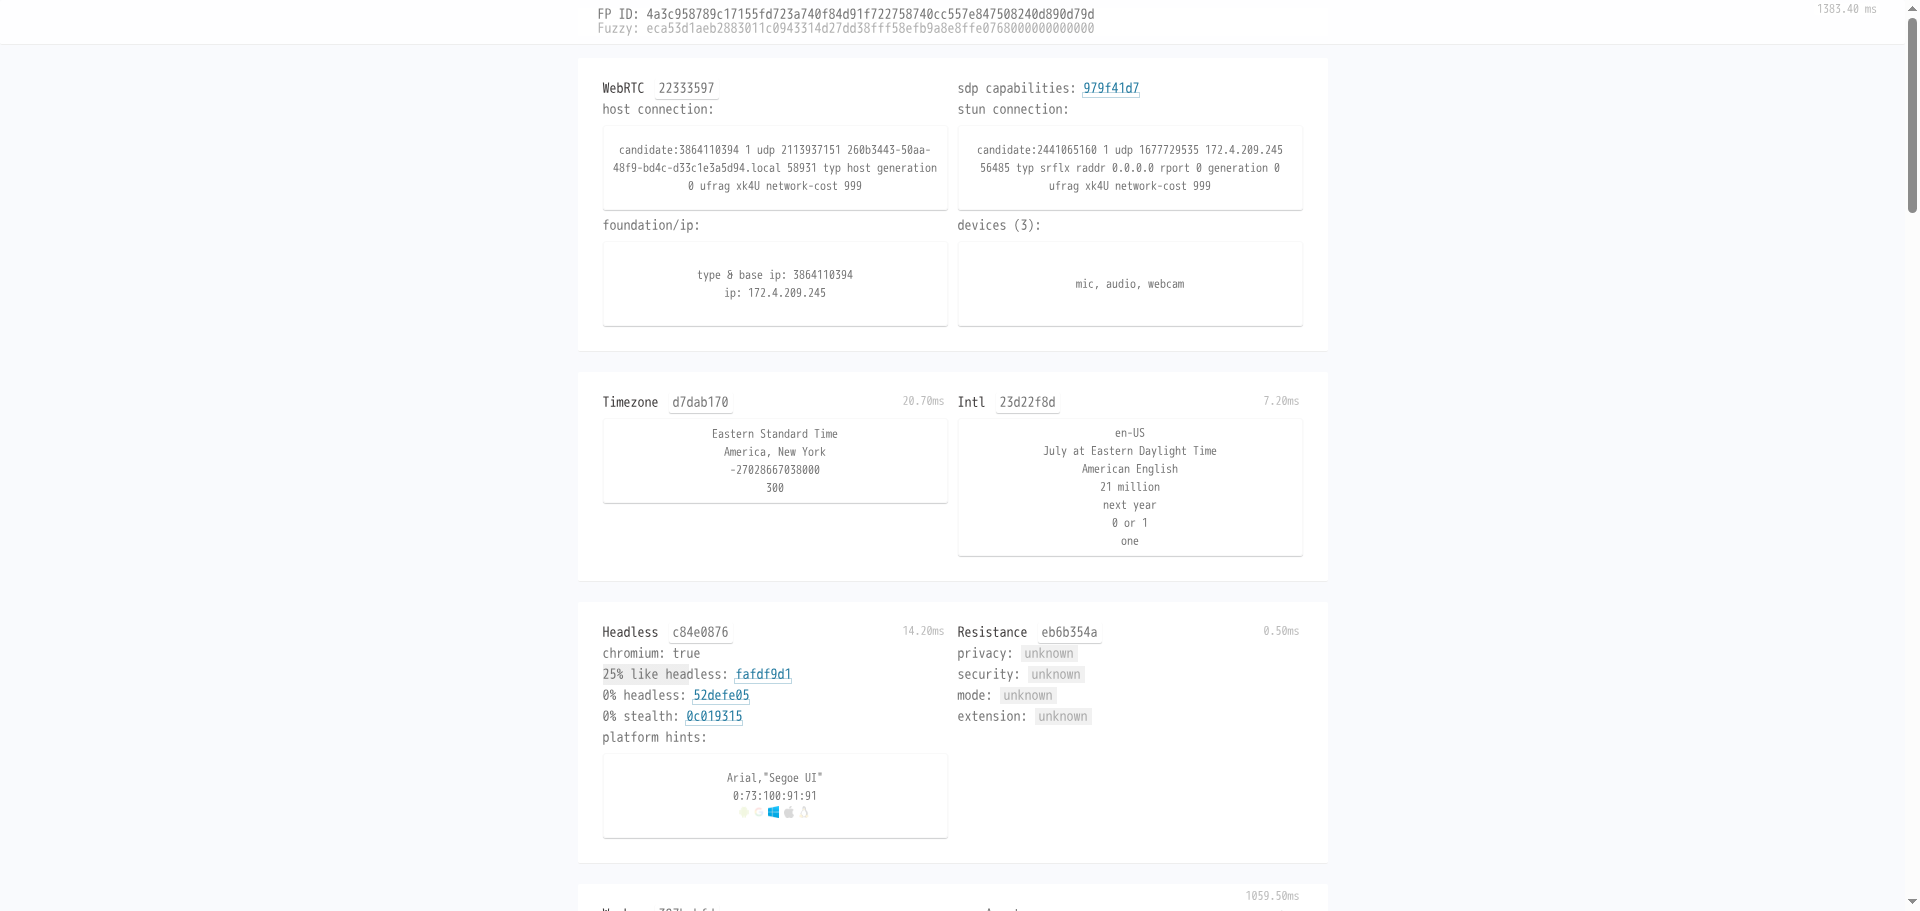 1383.40 ms
FP ID: 4a3c958789c17155fd723a740f84d91f722758740cc557e847508240d890d79d
Fuzzy: eca53d1aeb2883011c0943314d27dd38fff58efb9a8e8ffe0768000000000000
WebRTC 22333597
host connection:
candidate:3864110394 1 udp 2113937151 260b3443-50aa-
48f9-bd4c-d33c1e3a5d94.local 58931 typ host generation
0 ufrag xk4U network-cost 999
foundation/ip:
type & base ip: 3864110394
ip: 172.4.209.245
sdp capabilities: 979f41d7
stun connection:
candidate:2441065160 1 udp 1677729535 172.4.209.245
56485 typ srflx raddr 0.0.0.0 rport 0 generation 0
ufrag xk4U network-cost 999
devices (3):
mic, audio, webcam
Timezone d7dab170 20.70ms
Eastern Standard Time
America, New York
-27028667038000
300
Intl 23d22f8d 7.20ms
en-US
July at Eastern Daylight Time
American English
21 million
next year
0 or 1
one
Headless c84e0876 14.20ms
chromium: true
25% like headless: fafdf9d1
0% headless: 52defe05
0% stealth: 0c019315
platform hints:
Arial,"Segoe UI"
0:73:100:91:91
Resistance eb6b354a 0.50ms
privacy: unknown
security: unknown
mode: unknown
extension: unknown
1059.50ms